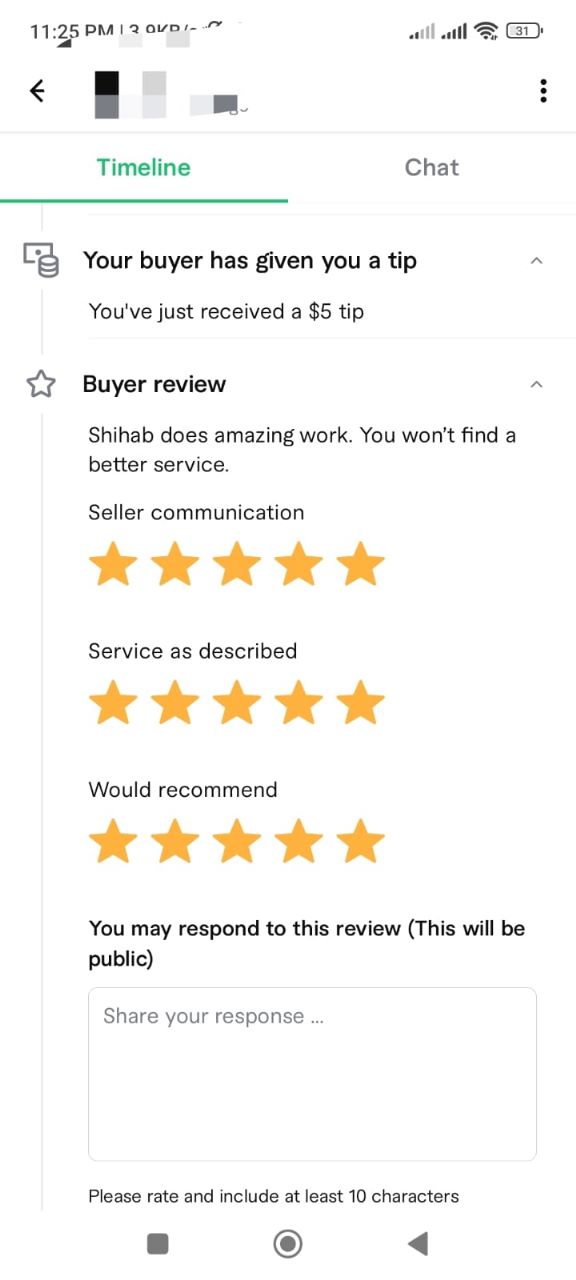 11:25 PM
31
Timeline
Chat
Your buyer has given you a tip
You've just received a $5 tip
Buyer review
Shihab does amazing work. You won’t find a
better service.
Seller communication
Service as described
Would recommend
You may respond to this review (This will be
public)
Share your response ...
Please rate and include at least 10 characters